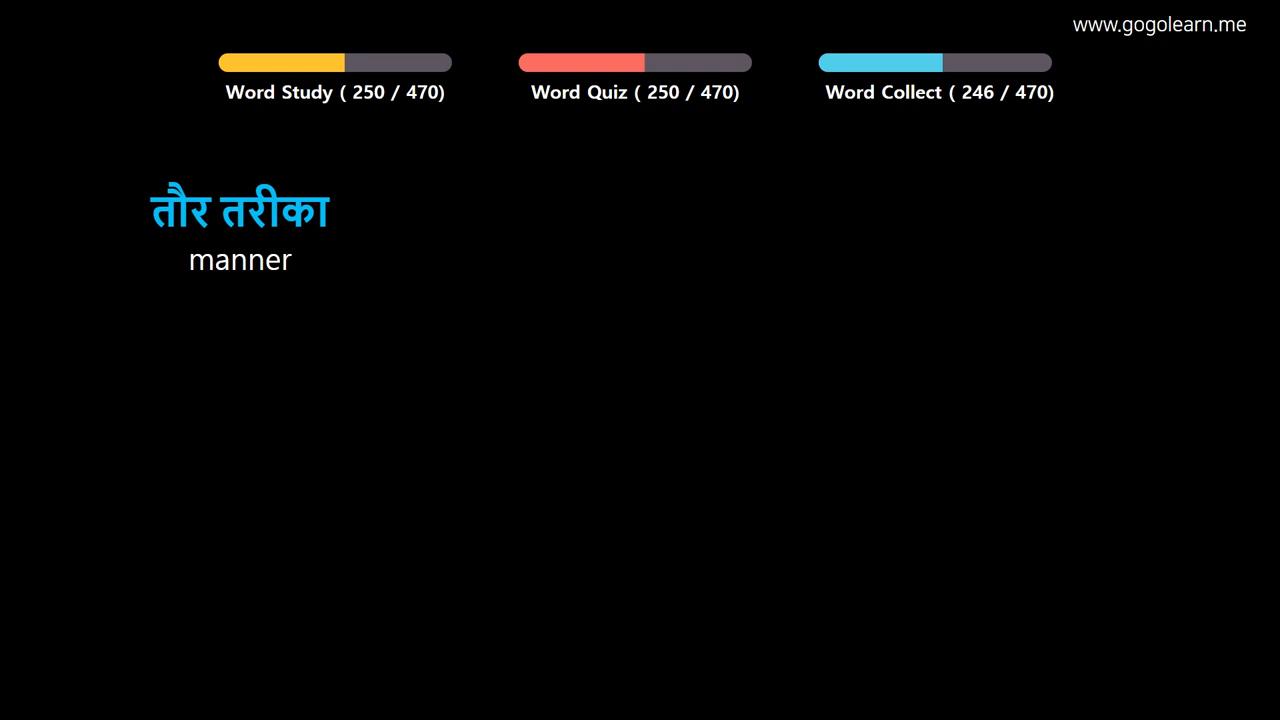 www.gogolearn.me
Word Study ( 250 / 470)
Word Quiz ( 250 / 470)
Word Collect ( 246 / 470)
तौर तरीका
manner